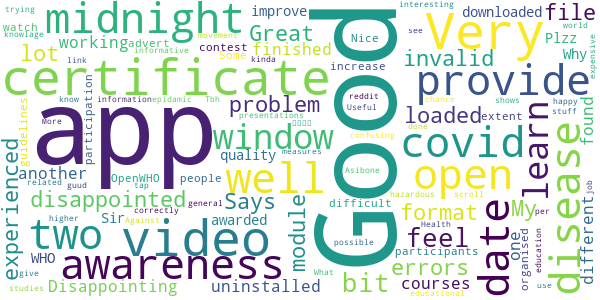 midnight
improve
downloaded
file
trying
watch
working
advert
Great
Nice
Very
Plzz
interesting
knowlage
movement
informative
contest
finished
Some
see
world
lot
link
kinda
increase
invalid
Why
expensive
certificate
Good
provide
participation
know
information
epidamic
Tbh
reddit
chance
shows
happy
stuff
More
problem
Useful
loaded
extent
learn
disease
found
app
presentations
confusing
guidelines
window
done
covid
experienced
OpenWHO
tap
correctly
measures
another
people
quality
well
open
related
guud
general
disappointed
Says
Asibone
hazardous
scroll
job
higher
Against
difficult
format
My
per
different
two
video
Sir
awarded
module
Health
participants
date
one
organised
education
WHO
possible
feel
errors
awareness
What
bit
courses
use
give
studies
Disappointing
uninstalled
educational